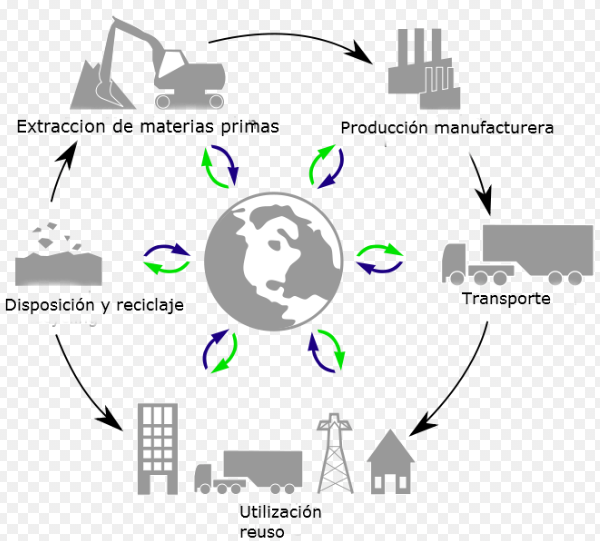 Extraccion de materias primas
Producción manufacturera
Disposición y reciclaje
Transporte
Utilización
reuso